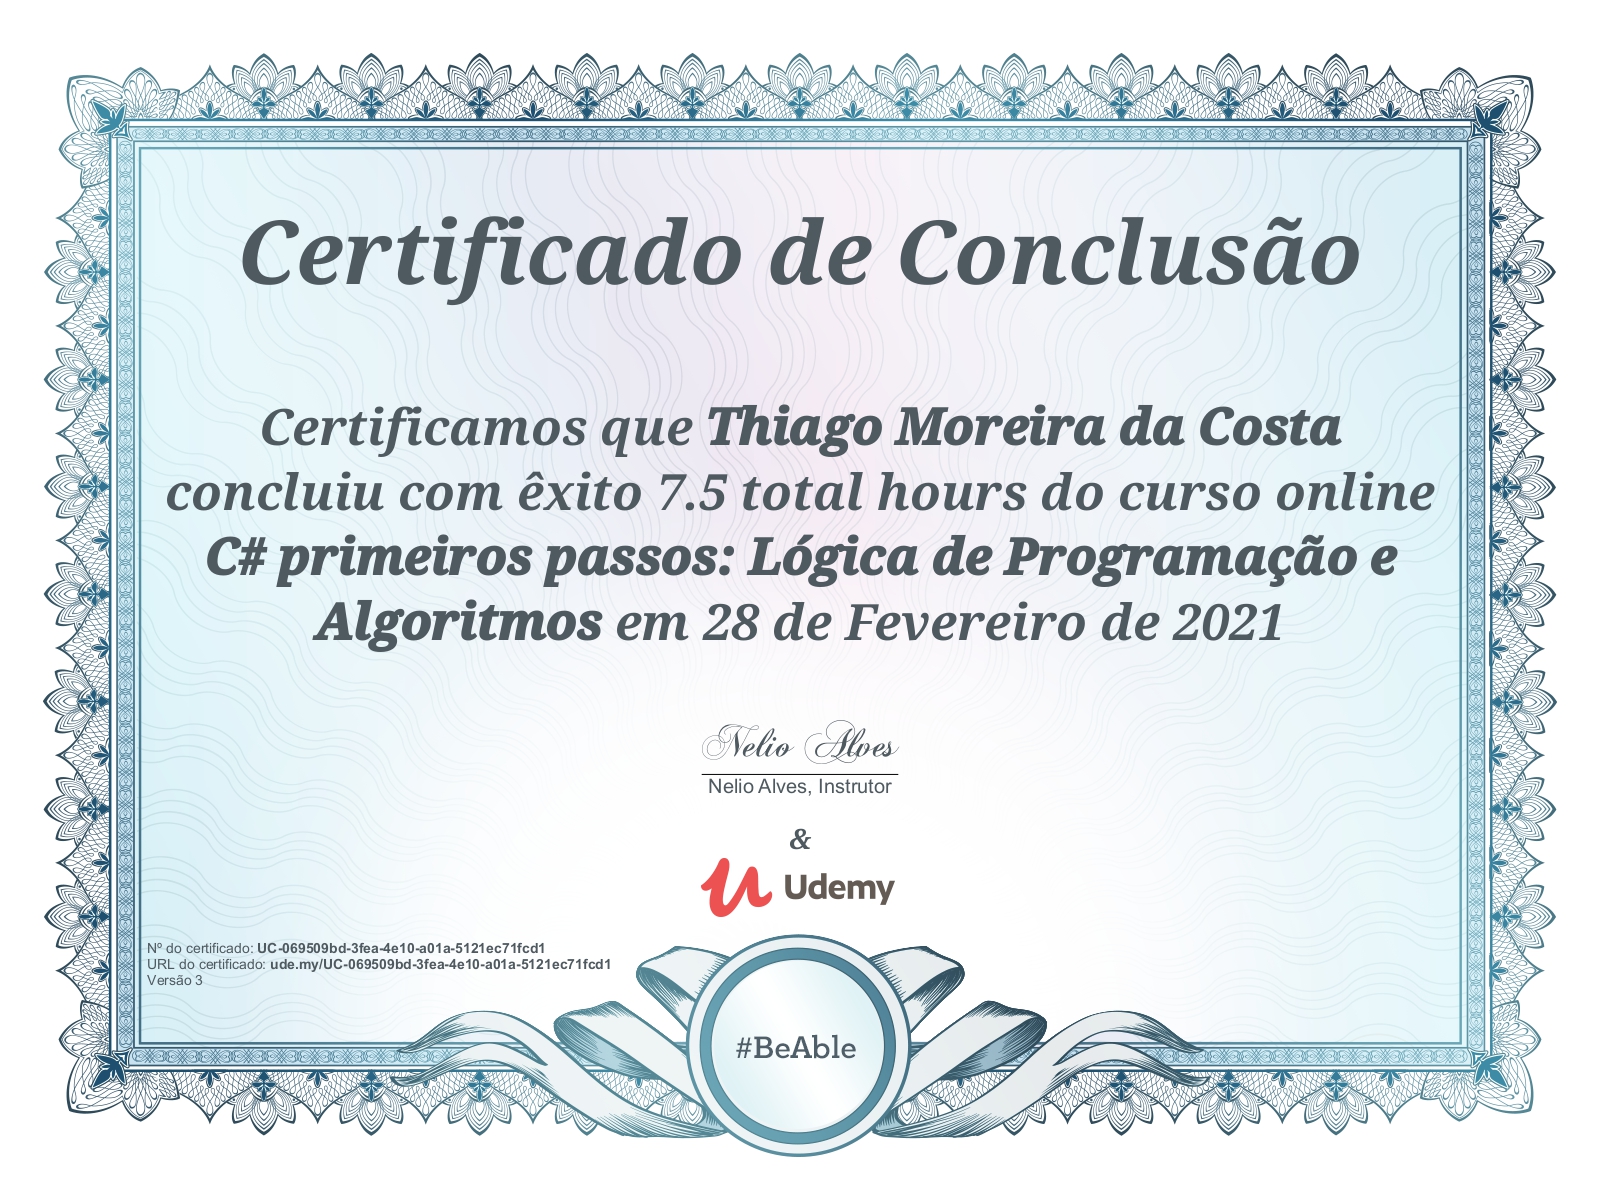 Certificado de Conclusão
Certificamos que Thiago Moreira da Costa
concluiu com êxito 7.5 total hours do curso online
C# primeiros passos: Lógica de Programação e
Algoritmos em 28 de Fevereiro de 2021
Nelio Alves
Nelio Alves, Instrutor
&
Udemy
Nº do certificado: UC-069509bd-3fea-4e10-a01a-5121ec71fcd1
URL do certificado: ude.my/UC-069509bd-3fea-4e10-a01a-5121ec71fcd1
Versão 3
#BeAble